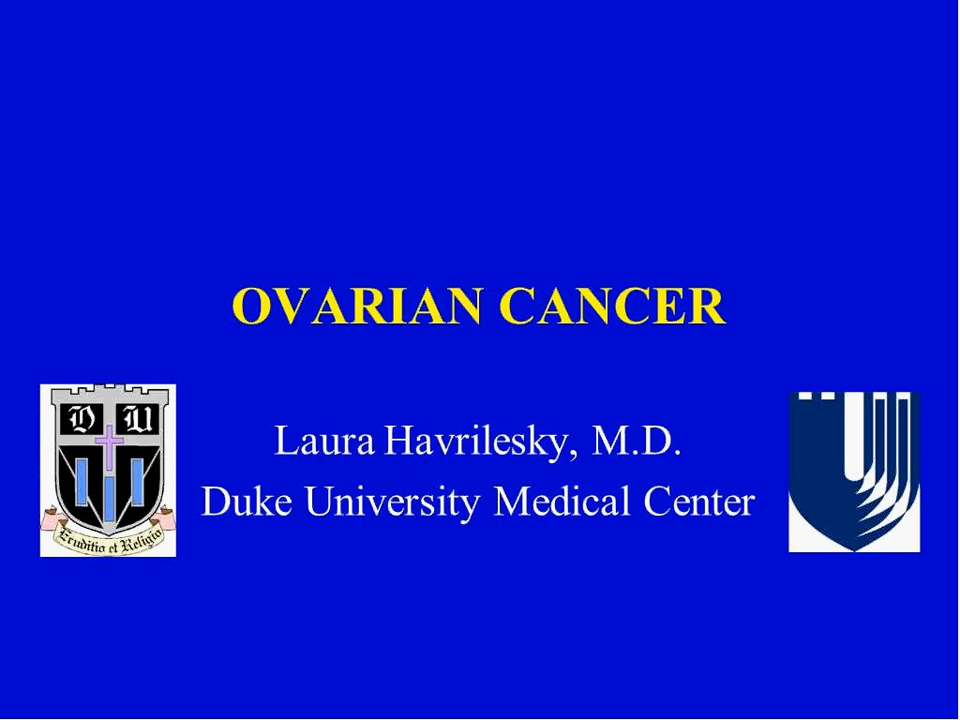 OVARIAN CANCER
Laura Havrilesky, M.D.
Duke University Medical Center
D U
Eruditio et Religio